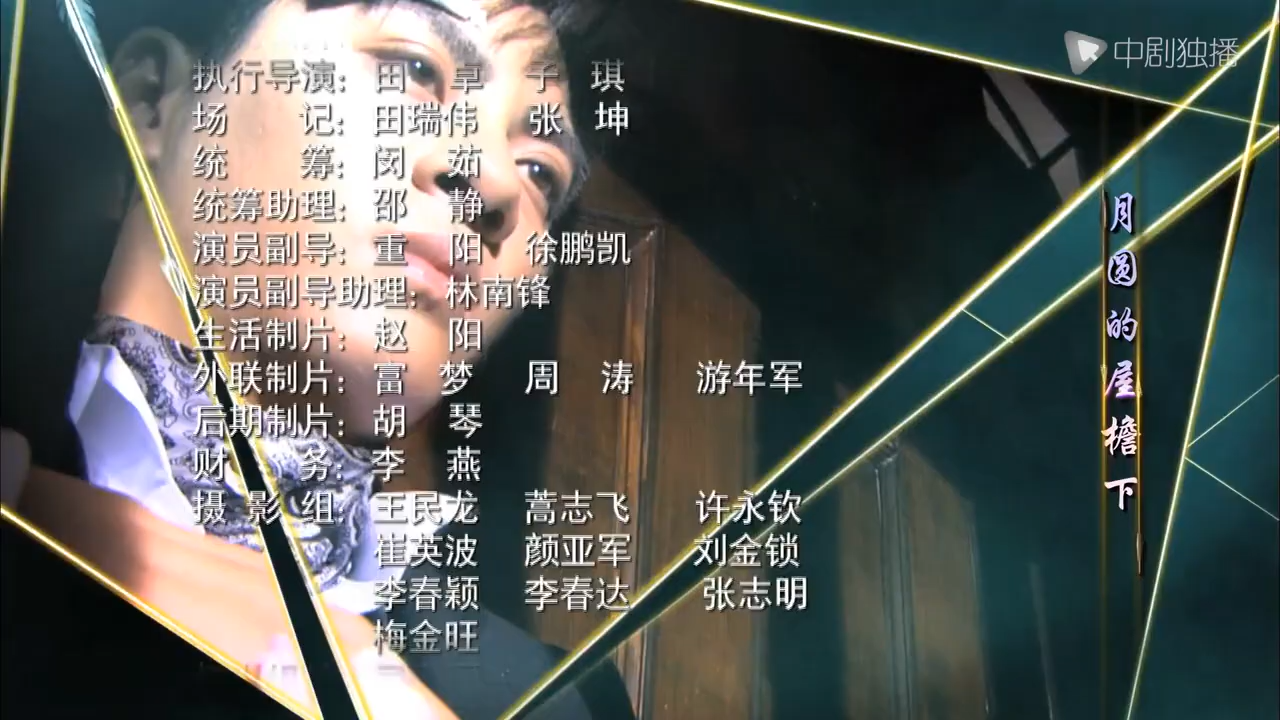 中剧独播
执行导演: 田 卓 子 琪
场 记: 田瑞伟 张 坤
统 筹: 闵 茹
统筹助理: 邵 静
演员副导: 重 阳 徐鹏凯
演员副导助理: 林南锋
生活制片: 赵 阳
外联制片: 富 梦 周 涛 游年军
后期制片: 胡 琴
财 务: 李 燕
摄 影 组: 王民龙 蒿志飞 许永钦
崔英波 颜亚军 刘金锁
李春颖 李春达 张志明
梅金旺
月圆的屋檐下